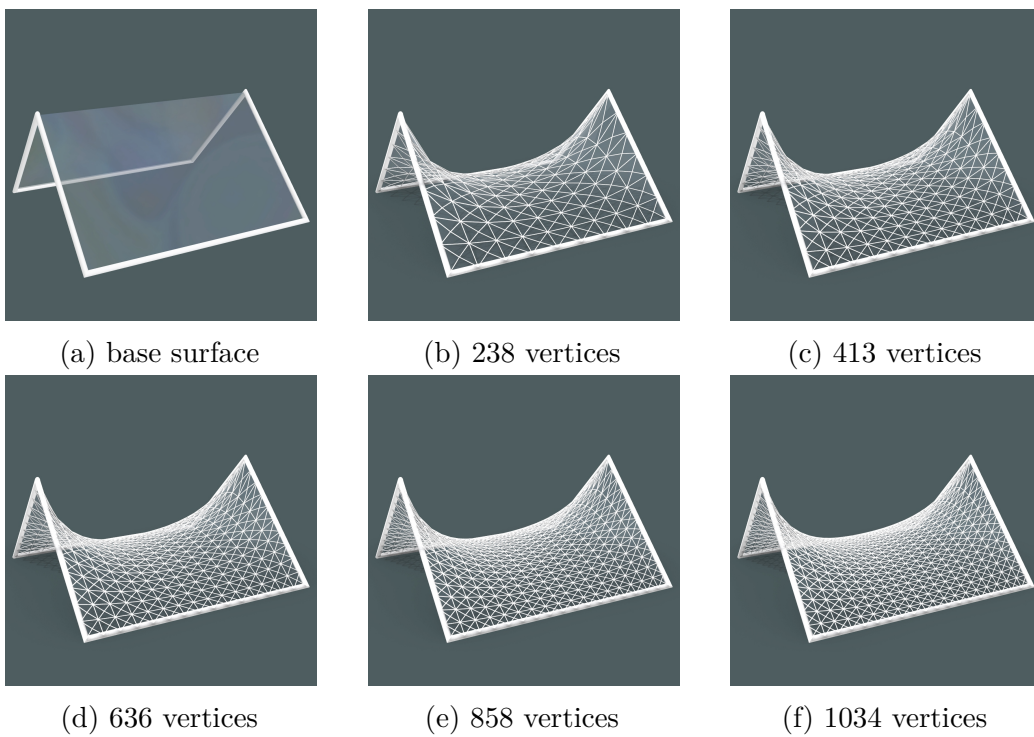 (a) base surface
(b) 238 vertices
(c) 413 vertices
(d) 636 vertices
(e) 858 vertices
(f) 1034 vertices